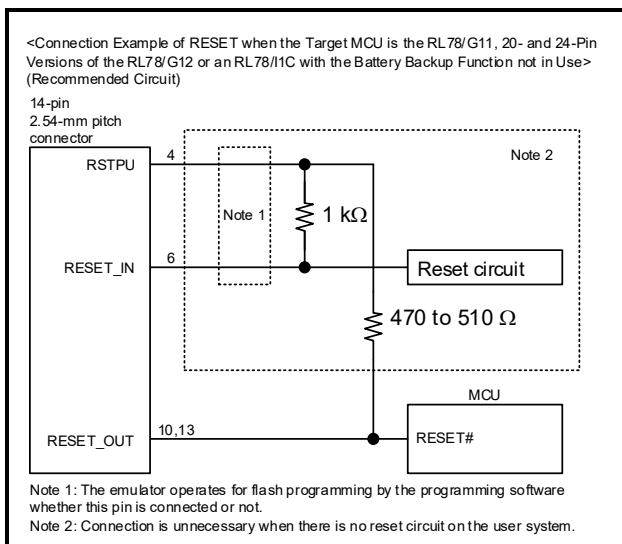 <Connection Example of RESET when the Target MCU is the RL78/G11, 20- and 24-Pin
Versions of the RL78/G12 or an RL78/I1C with the Battery Backup Function not in Use>
(Recommended Circuit)
14-pin
2.54-mm pitch
connector
RSTPU
4
Note 2
Note 1
1 kΩ
RESET_IN
6
Reset circuit
470 to 510 Ω
MCU
RESET_OUT
10,13
RESET#
Note 1: The emulator operates for flash programming by the programming software
whether this pin is connected or not.
Note 2: Connection is unnecessary when there is no reset circuit on the user system.